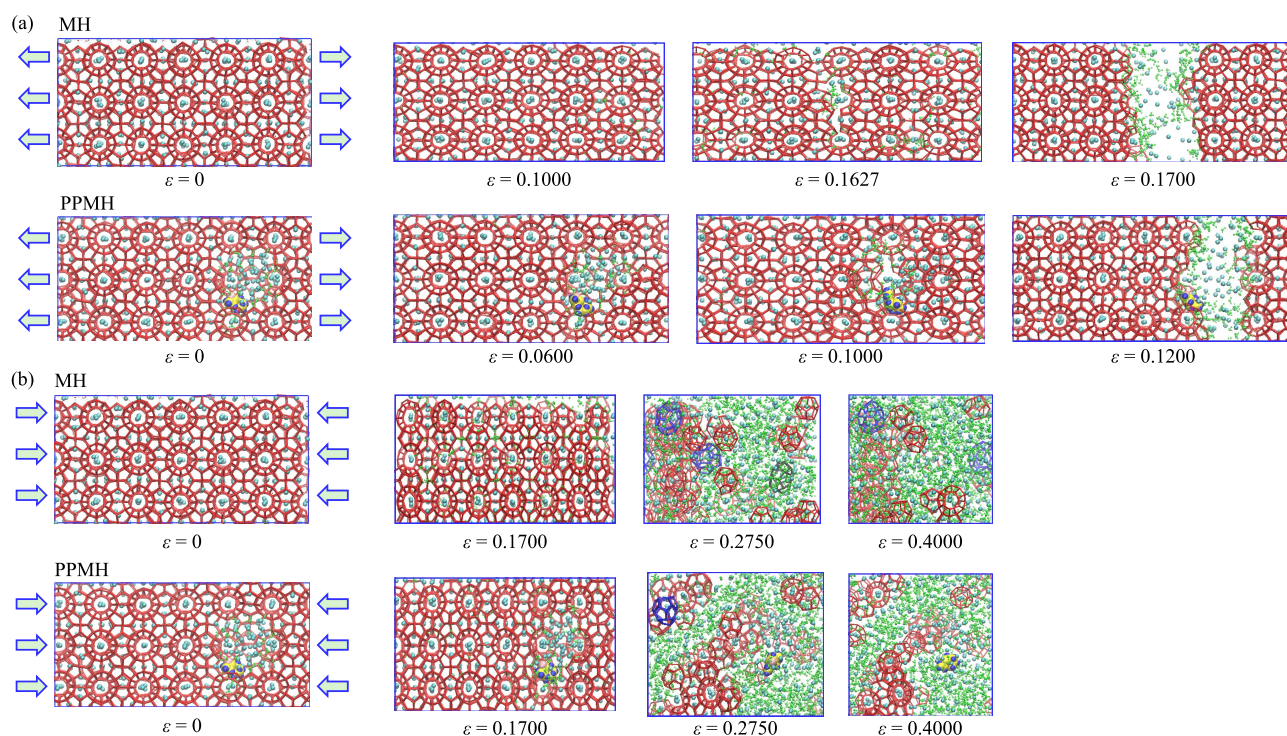 (a)
MH
ε = 0
ε = 0.1000
ε = 0.1627
ε = 0.1700
PPMH
ε = 0
ε = 0.0600
ε = 0.1000
ε = 0.1200
(b)
MH
ε = 0
ε = 0.1700
ε = 0.2750
ε = 0.4000
PPMH
ε = 0
ε = 0.1700
ε = 0.2750
ε = 0.4000